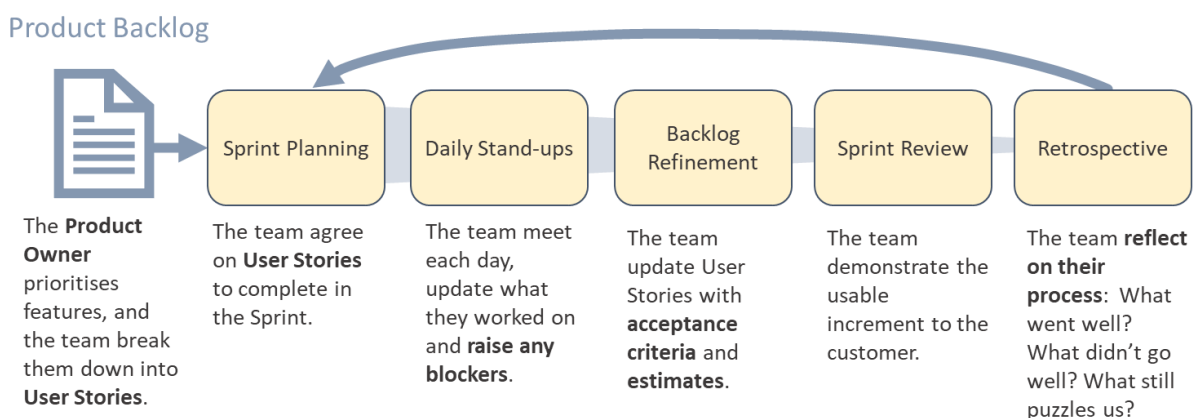 Product Backlog
Sprint Planning
Daily Stand-ups
Backlog
Refinement
Sprint Review
Retrospective
The Product
Owner
prioritises
features, and
the team break
them down into
User Stories.
The team agree
on User Stories
to complete in
the Sprint.
The team meet
each day,
update what
they worked on
and raise any
blockers.
The team
update User
Stories with
acceptance
criteria and
estimates.
The team
demonstrate the
usable
increment to the
customer.
The team reflect
on their
process: What
went well?
What didn't go
well? What still
puzzles us?